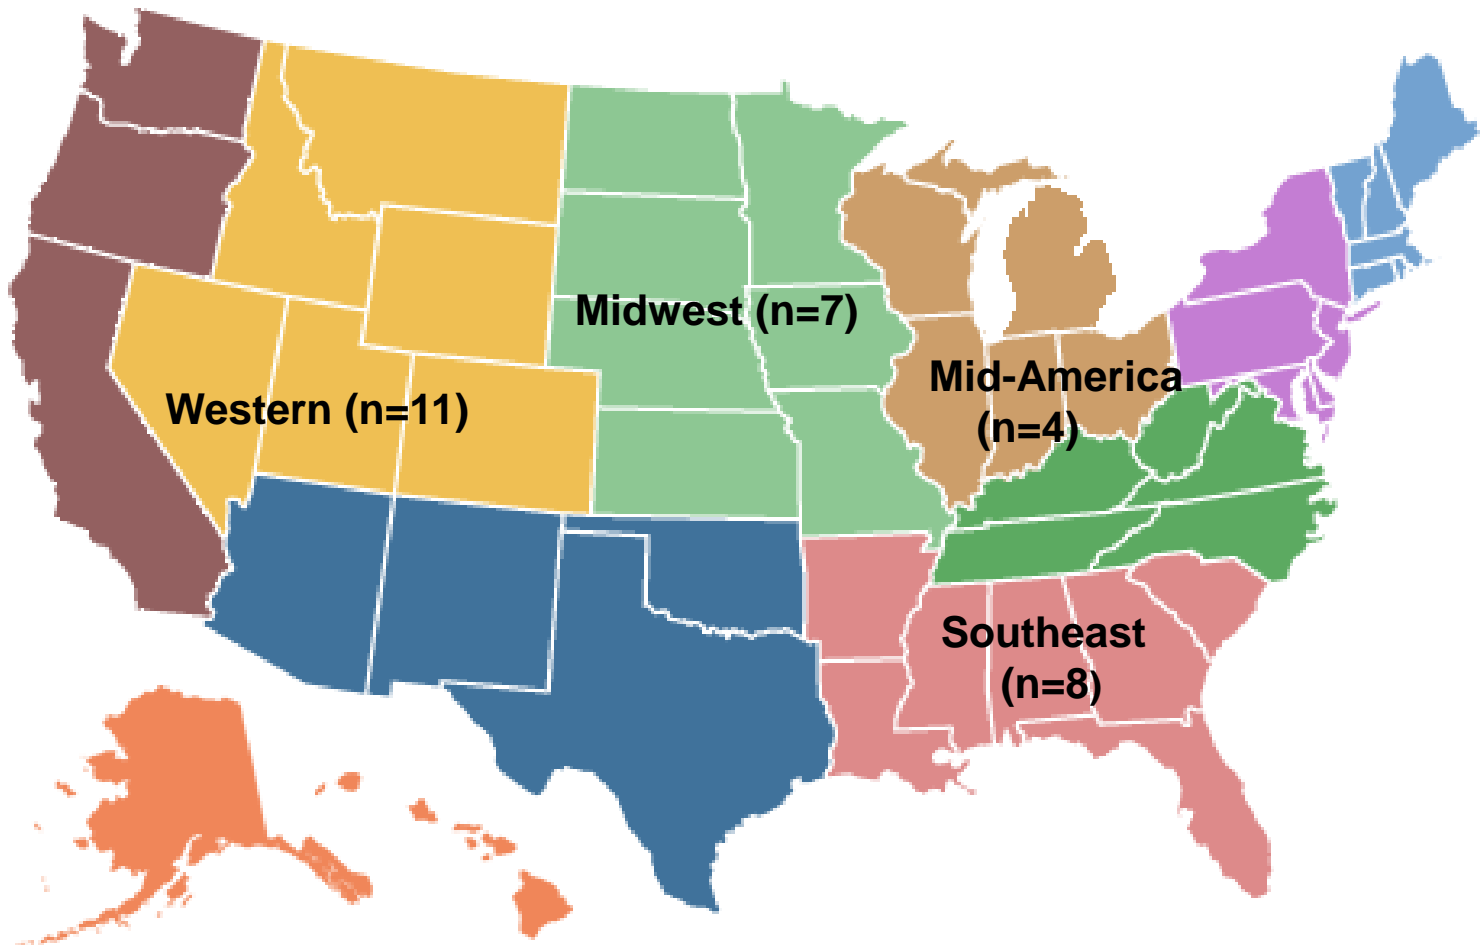 Midwest (n=7)
Mid-America
(n=4)
Western (n=11)
Southeast
(n=8)